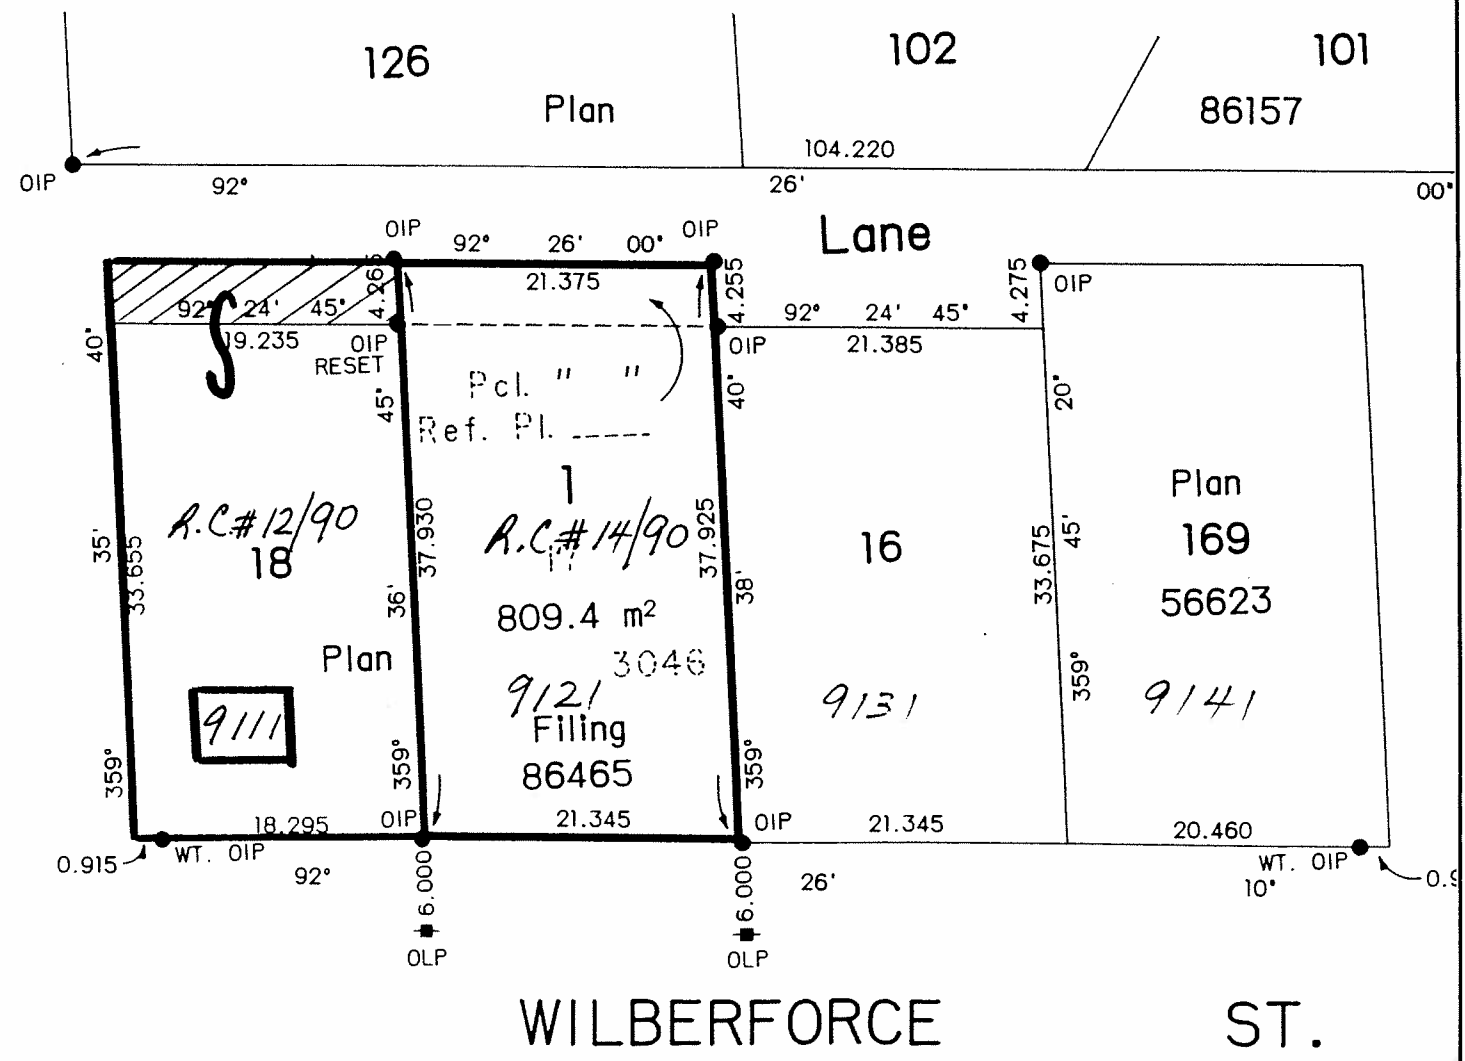 126
102
101
Plan
86157
104.220
OIP
92°
26'
00"
Lane
OIP
92° 26' 00"
OIP
21.375
4.265
4.255
4.275
OIP
92° 24' 45"
19.235
OIP
RESET
OIP
92° 24' 45"
21.385
40"
45"
40"
20"
S
Pcl. " "
Ref. Pl. _____
1
R.C# 12/90
18
R.C.# 14/90
17
16
Plan
169
56623
35'
33.655
37.930
36'
37.925
38'
33.675
45'
809.4 m²
3046
Plan
9111
9121
9131
9141
Filing
86465
359°
359°
359°
359°
18.295
OIP
21.345
OIP
21.345
20.460
0.915
WT. OIP
WT. OIP
92°
26'
10"
6.000
6.000
OLP
OLP
WILBERFORCE ST.